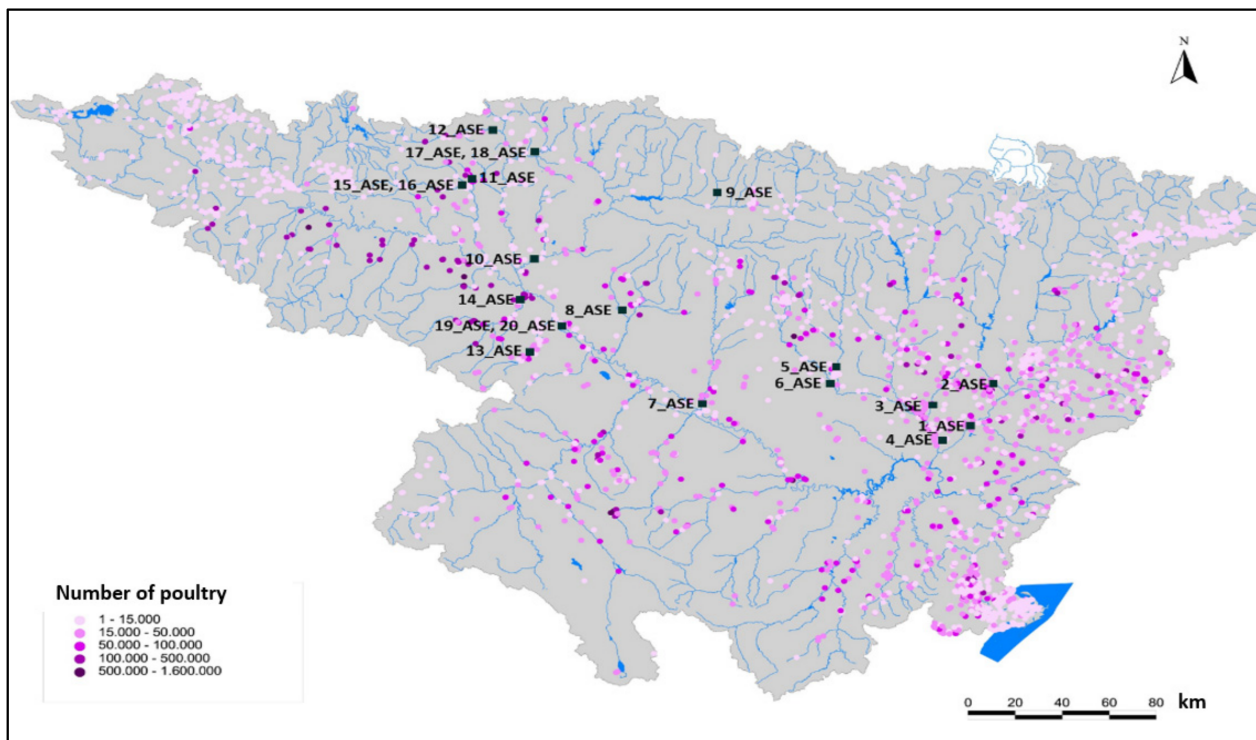 N
12_ASE
17_ASE, 18_ASE
11_ASE
15_ASE, 16_ASE
9_ASE
10_ASE
14_ASE
8_ASE
19_ASE, 20_ASE
13_ASE
5_ASE
6_ASE
2_ASE
7_ASE
3_ASE
1_ASE
4_ASE
Number of poultry
1 - 15.000
15.000 - 50.000
50.000 - 100.000
100.000 - 500.000
500.000 - 1.600.000
0 20 40 60 80 km